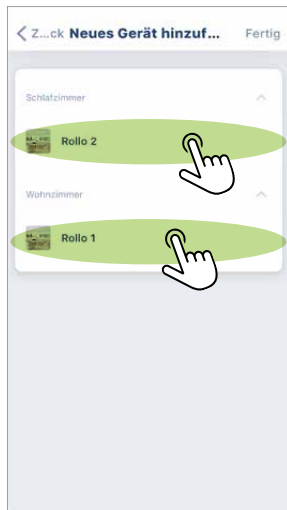 Z...ck Neues Gerät hinzuf... Fertig
Schlafzimmer
Rollo 2
Wohnzimmer
Rollo 1